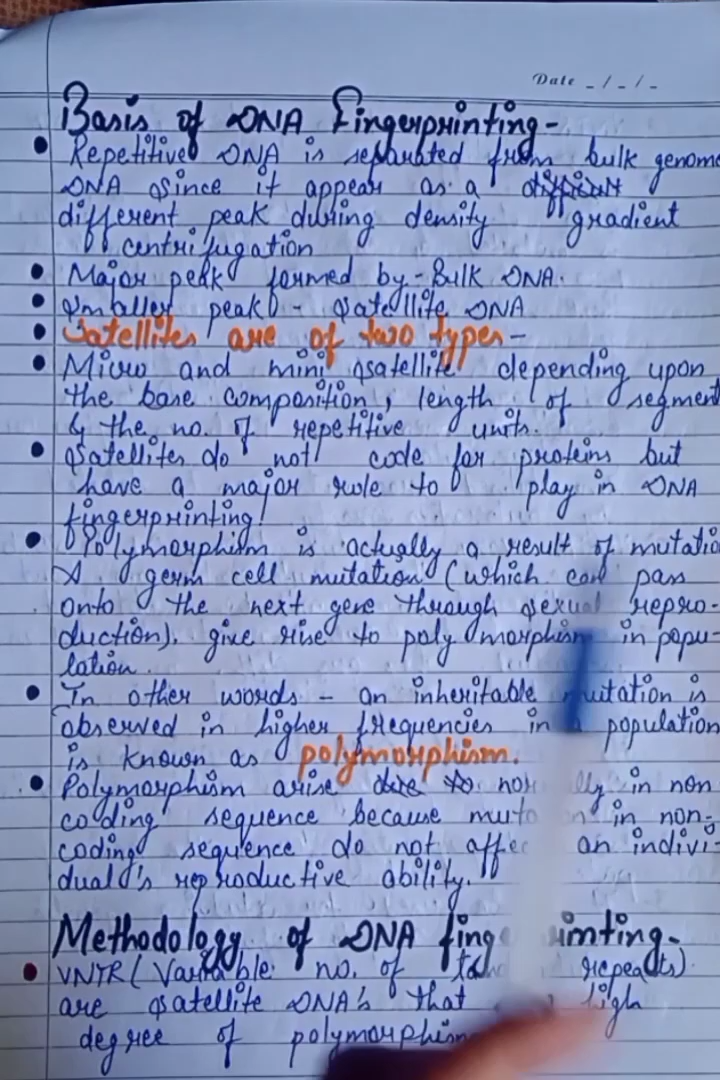 Date _ / _ / _
Basis of DNA Fingerprinting-
• Repetitive DNA is separated from bulk genome
DNA since it appear as a
different peak during density gradient
centrifugation
• Major peak formed by - Bulk DNA.
• Smaller peak - Satellite DNA
• Satellites are of two types-
• Micro and mini satellite depending upon
the base composition, length of segment
& the no. of repetitive units.
• Satellites do not code for proteins but
have a major role to play in DNA
fingerprinting.
• Polymorphism is actually a result of
germ cell mutation (which can pass
onto the next gene through sexual repro-
duction). give rise to polymorphism in popu-
lation.
• In other words - an inheritable mutation is
observed in higher frequencies in a population
is known as polymorphism.
• Polymorphism arise in non
coding sequence because in non-
coding sequence do not an indivi-
dual's reproductive ability.
Methodology of DNA
• VNTR (Variable no. of repeats)
are satellite DNA's that high
degree of